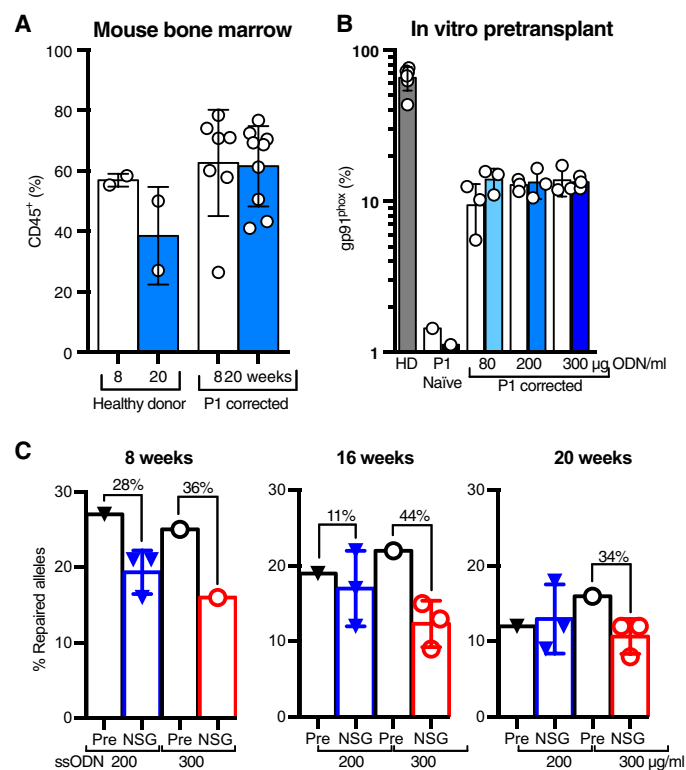 A Mouse bone marrow
100
80
60
40
20
0
CD45+ (%)
8 20 8 20 weeks
Healthy donor P1 corrected
B In vitro pretransplant
100
10
1
gp91phox (%)
HD P1 Naïve 80 200 300 µg ODN/ml
P1 corrected
C
8 weeks 16 weeks 20 weeks
% Repaired alleles
30
20
10
0
28% 36%
Pre NSG Pre NSG
ssODN 200 300
30
20
10
0
11% 44%
Pre NSG Pre NSG
200 300
30
20
10
0
34%
Pre NSG Pre NSG
200 300 µg/ml